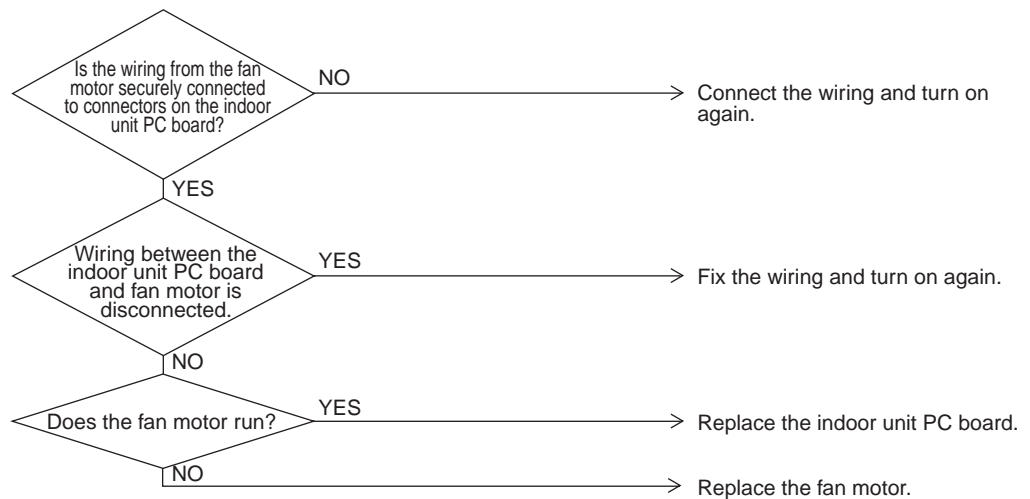 Is the wiring from the fan
motor securely connected
to connectors on the indoor
unit PC board?
NO
Connect the wiring and turn on
again.
YES
Wiring between the
indoor unit PC board
and fan motor is
disconnected.
YES
Fix the wiring and turn on again.
NO
Does the fan motor run?
YES
Replace the indoor unit PC board.
NO
Replace the fan motor.